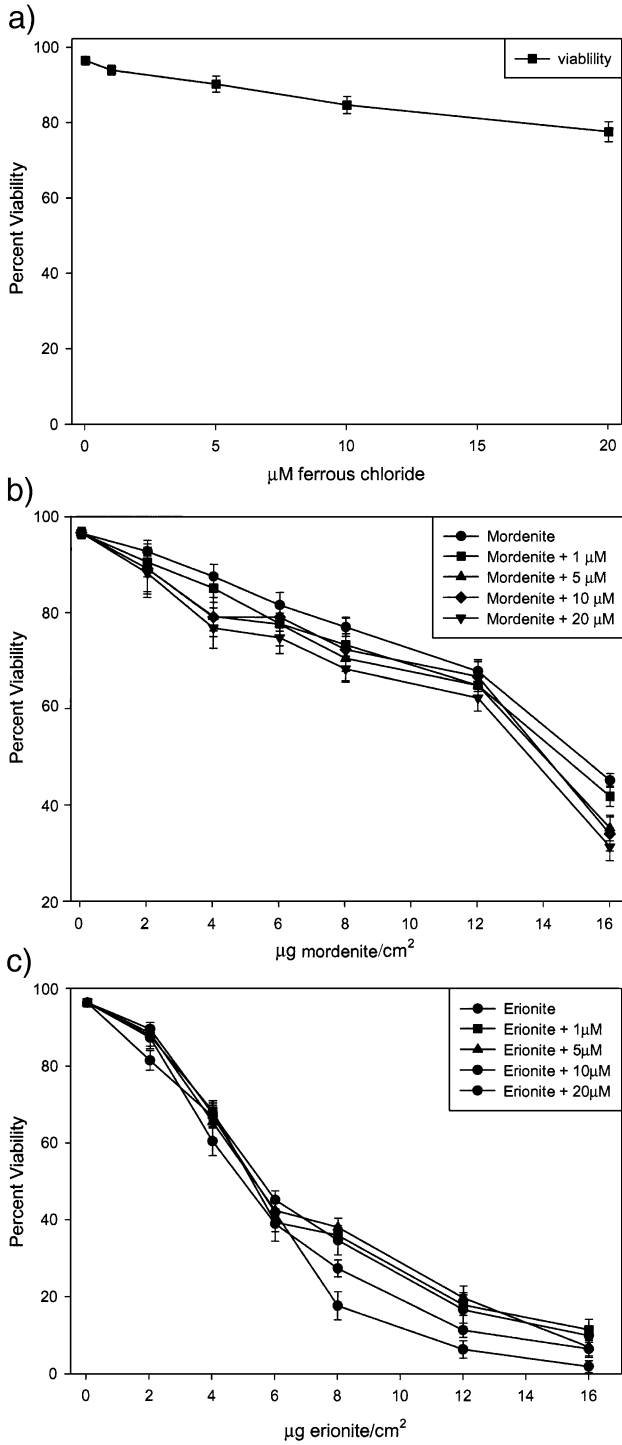 a)
100
80
60
40
20
0
Percent Viability
viablility
0 5 10 15 20
μM ferrous chloride
b)
100
80
60
40
20
Percent Viability
Mordenite
Mordenite + 1 μM
Mordenite + 5 μM
Mordenite + 10 μM
Mordenite + 20 μM
0 2 4 6 8 10 12 14 16
μg mordenite/cm²
c)
100
80
60
40
20
0
Percent Viability
Erionite
Erionite + 1μM
Erionite + 5μM
Erionite + 10μM
Erionite + 20μM
0 2 4 6 8 10 12 14 16
μg erionite/cm²